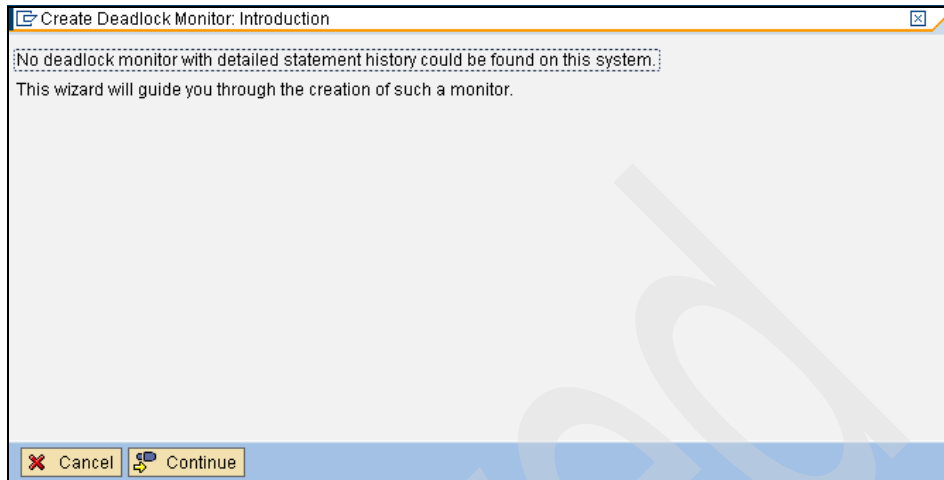 Create Deadlock Monitor: Introduction
No deadlock monitor with detailed statement history could be found on this system.
This wizard will guide you through the creation of such a monitor.
Cancel Continue